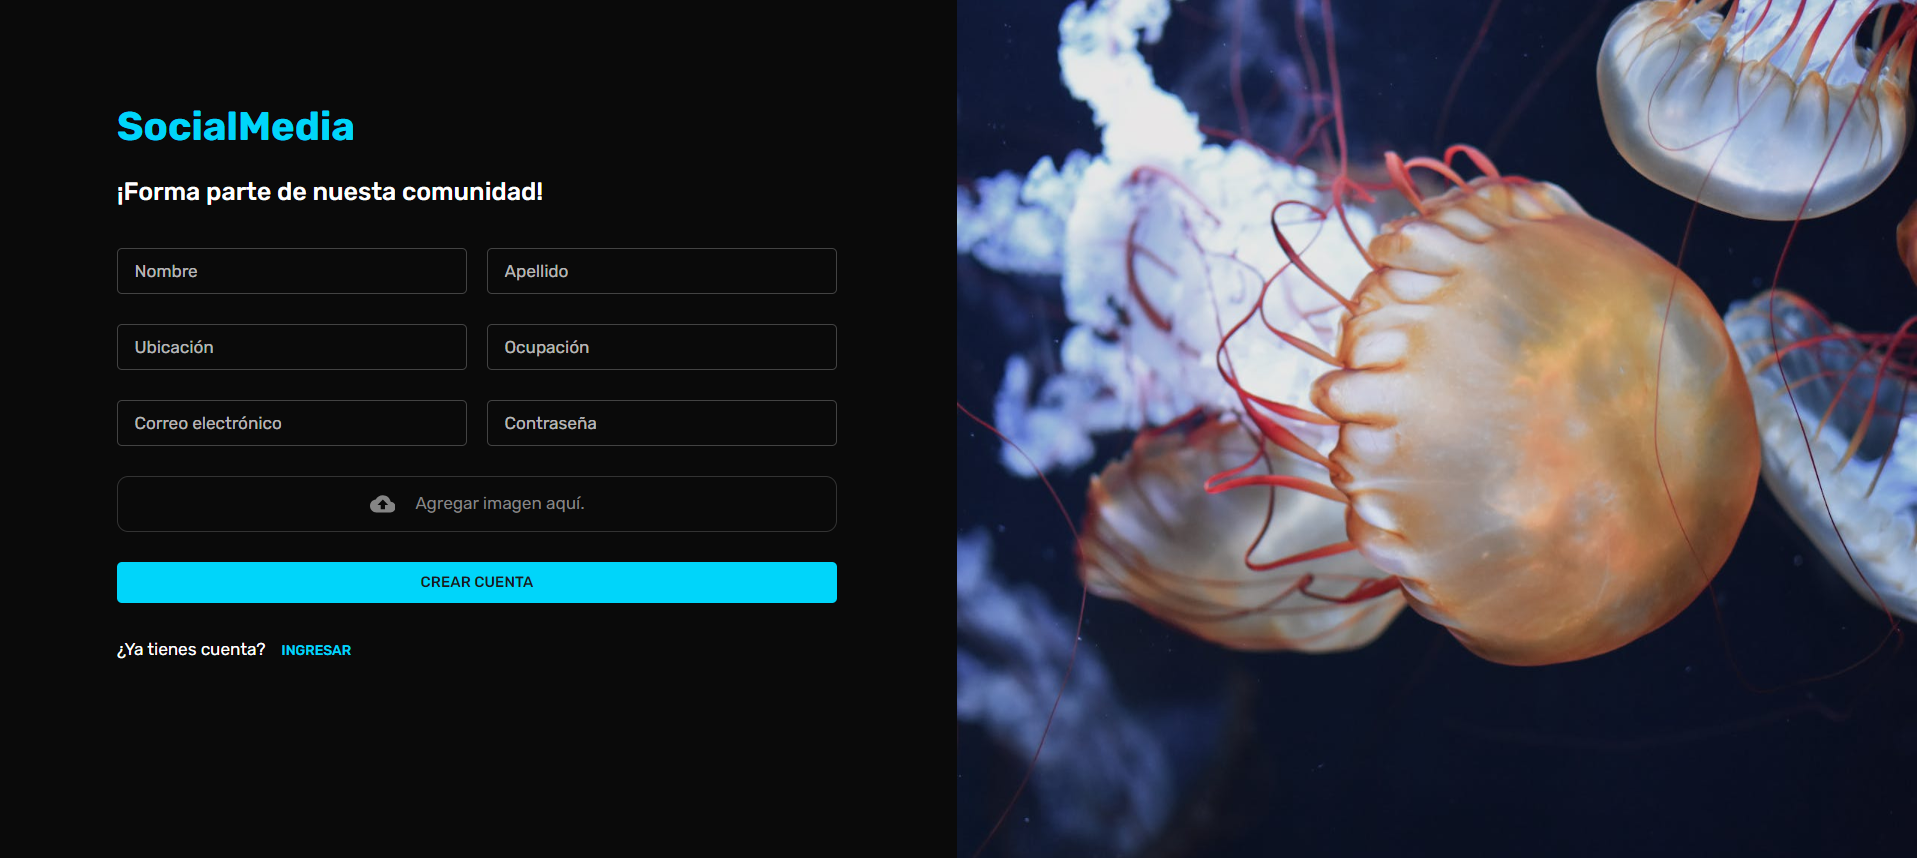 SocialMedia
¡Forma parte de nuesta comunidad!
Nombre Apellido
Ubicación Ocupación
Correo electrónico Contraseña
Agregar imagen aquí.
CREAR CUENTA
¿Ya tienes cuenta? INGRESAR